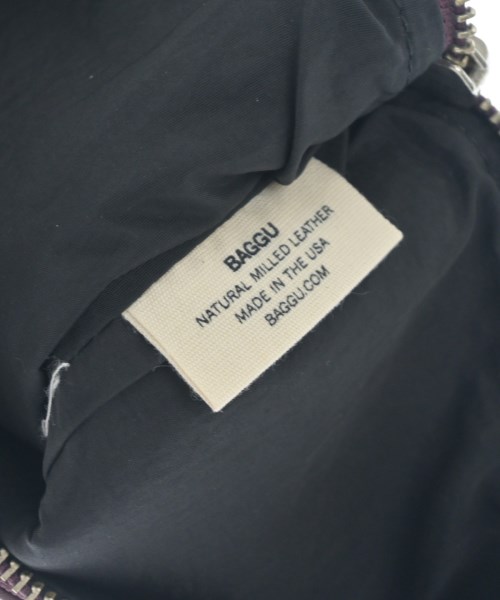 BAGGU
NATURAL MILLED LEATHER
MADE IN THE USA
BAGGU.COM